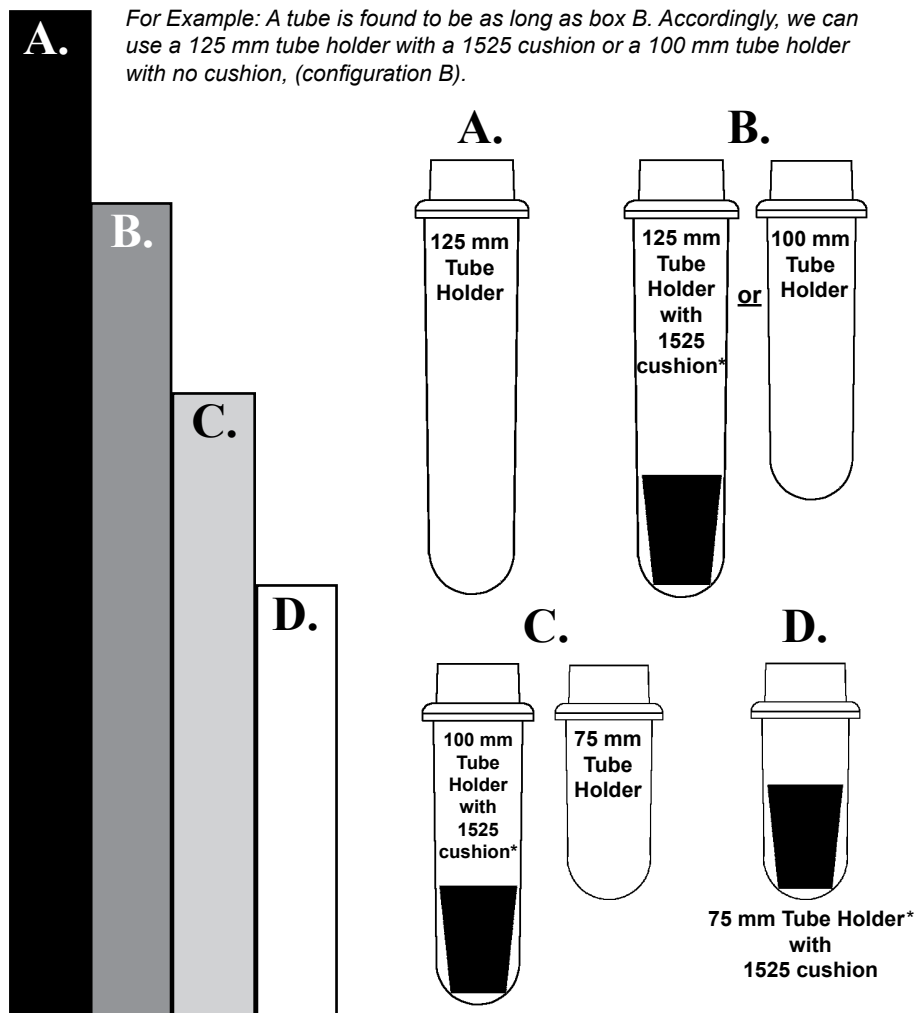 For Example: A tube is found to be as long as box B. Accordingly, we can
use a 125 mm tube holder with a 1525 cushion or a 100 mm tube holder
with no cushion, (configuration B).
A.
B.
C.
D.
A.
125 mm
Tube
Holder
B.
125 mm
Tube
Holder
with
1525
cushion*
or
100 mm
Tube
Holder
C.
100 mm
Tube
Holder
with
1525
cushion*
75 mm
Tube
Holder
D.
75 mm Tube Holder*
with
1525 cushion